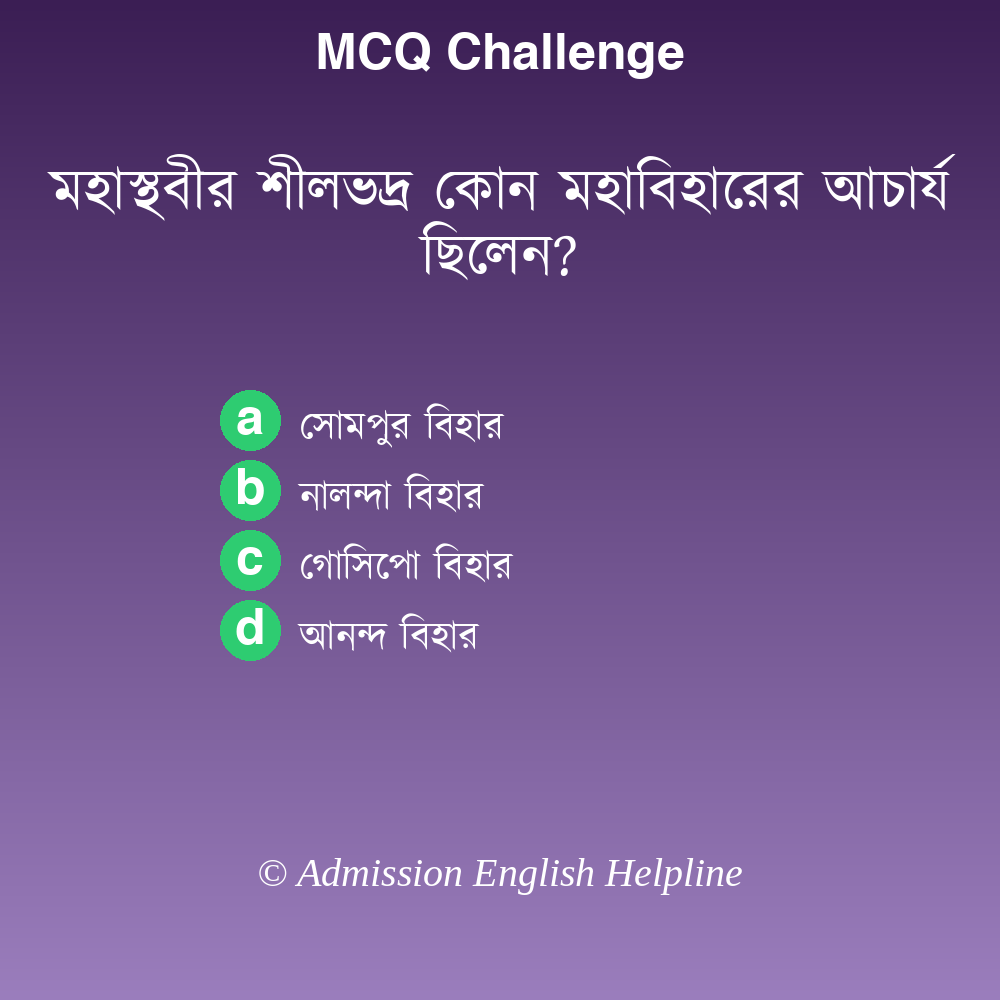 MCQ Challenge
মহাস্থবীর শীলভদ্র কোন মহাবিহারের আচার্য
ছিলেন?
a সোমপুর বিহার
b নালন্দা বিহার
c গোসিপো বিহার
d আনন্দ বিহার
© Admission English Helpline